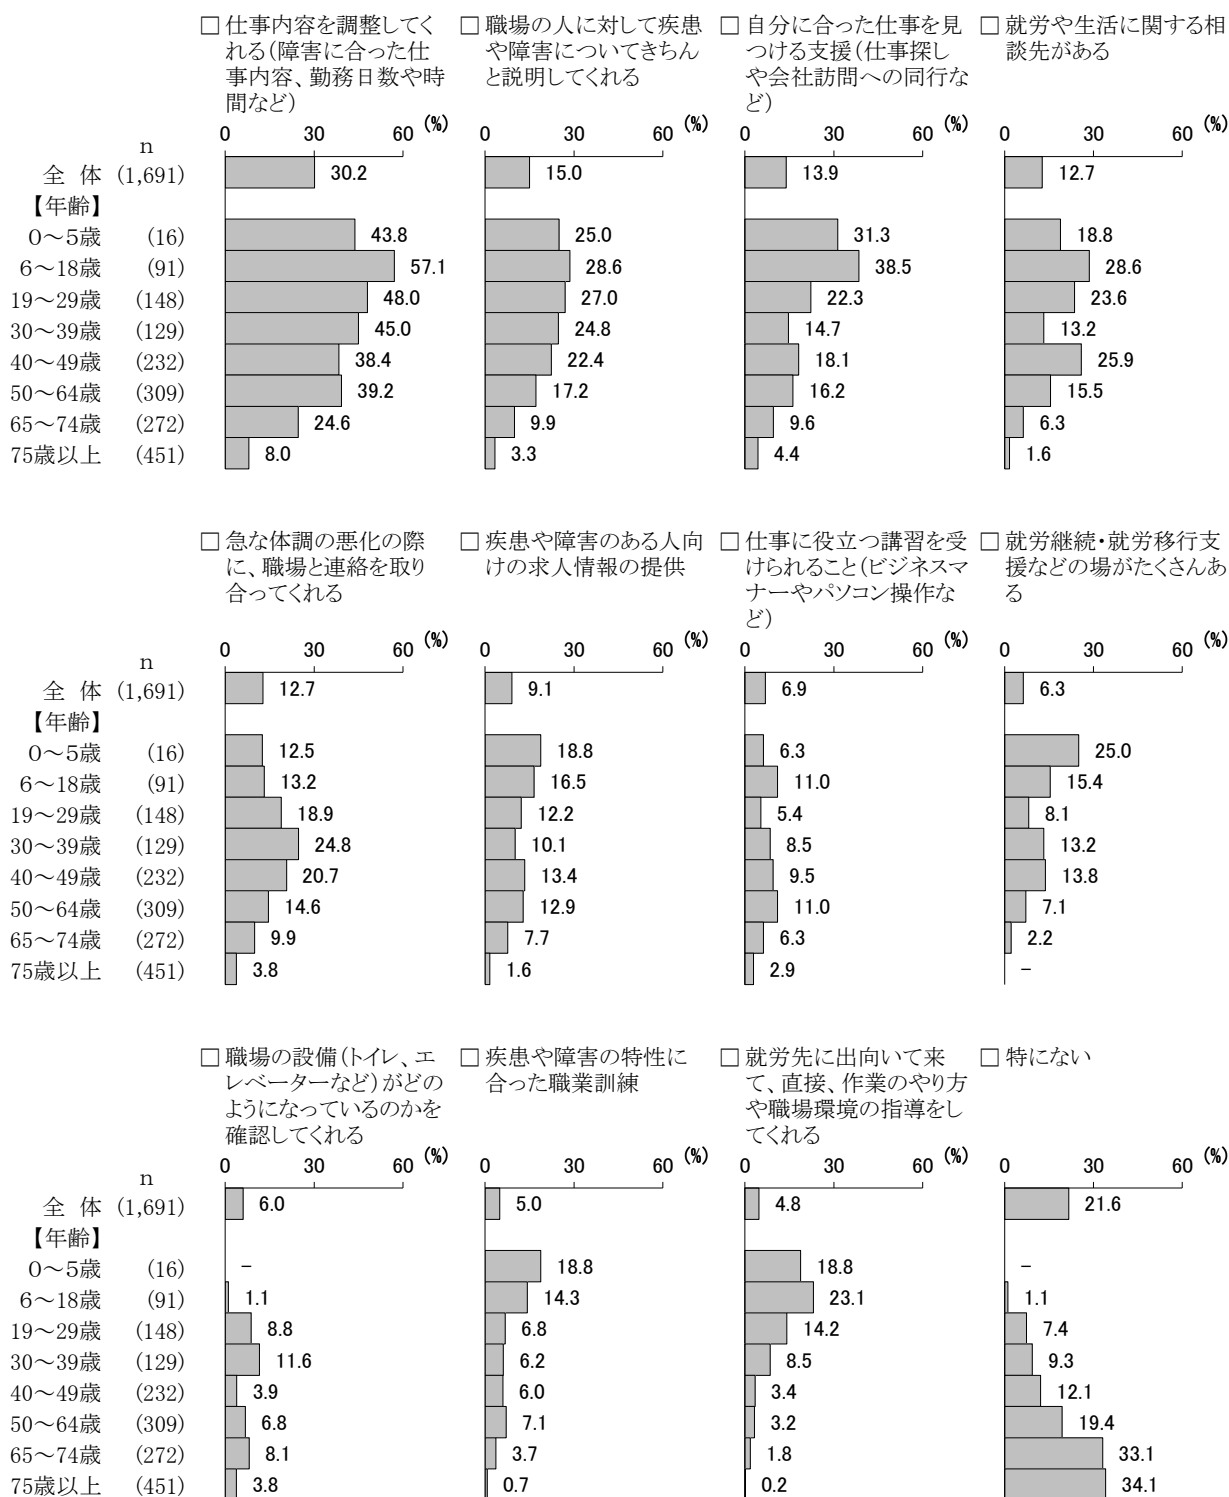 □ 仕事内容を調整してく
れる（障害に合った仕
事内容、勤務日数や時
間など）
□ 職場の人に対して疾患
や障害についてきちん
と説明してくれる
□ 自分に合った仕事を見
つける支援（仕事探し
や会社訪問への同行な
ど）
□ 就労や生活に関する相
談先がある
0 30 60 (%) 0 30 60 (%) 0 30 60 (%) 0 30 60 (%)
n
全 体 (1,691) 30.2 15.0 13.9 12.7
【年齢】
0～5歳 (16) 43.8 25.0 31.3 18.8
6～18歳 (91) 57.1 28.6 38.5 28.6
19～29歳 (148) 48.0 27.0 22.3 23.6
30～39歳 (129) 45.0 24.8 14.7 13.2
40～49歳 (232) 38.4 22.4 18.1 25.9
50～64歳 (309) 39.2 17.2 16.2 15.5
65～74歳 (272) 24.6 9.9 9.6 6.3
75歳以上 (451) 8.0 3.3 4.4 1.6
□ 急な体調の悪化の際
に、職場と連絡を取り
合ってくれる
□ 疾患や障害のある人向
けの求人情報の提供
□ 仕事に役立つ講習を受
けられること（ビジネスマ
ナーやパソコン操作な
ど）
□ 就労継続・就労移行支
援などの場がたくさんあ
る
0 30 60 (%) 0 30 60 (%) 0 30 60 (%) 0 30 60 (%)
n
全 体 (1,691) 12.7 9.1 6.9 6.3
【年齢】
0～5歳 (16) 12.5 18.8 6.3 25.0
6～18歳 (91) 13.2 16.5 11.0 15.4
19～29歳 (148) 18.9 12.2 5.4 8.1
30～39歳 (129) 24.8 10.1 8.5 13.2
40～49歳 (232) 20.7 13.4 9.5 13.8
50～64歳 (309) 14.6 12.9 11.0 7.1
65～74歳 (272) 9.9 7.7 6.3 2.2
75歳以上 (451) 3.8 1.6 2.9 -
□ 職場の設備（トイレ、エ
レベーターなど）がどの
ようになっているのかを
確認してくれる
□ 疾患や障害の特性に
合った職業訓練
□ 就労先に出向いて来
て、直接、作業のやり方
や職場環境の指導をし
てくれる
□ 特にない
0 30 60 (%) 0 30 60 (%) 0 30 60 (%) 0 30 60 (%)
n
全 体 (1,691) 6.0 5.0 4.8 21.6
【年齢】
0～5歳 (16) - 18.8 18.8 -
6～18歳 (91) 1.1 14.3 23.1 1.1
19～29歳 (148) 8.8 6.8 14.2 7.4
30～39歳 (129) 11.6 6.2 8.5 9.3
40～49歳 (232) 3.9 6.0 3.4 12.1
50～64歳 (309) 6.8 7.1 3.2 19.4
65～74歳 (272) 8.1 3.7 1.8 33.1
75歳以上 (451) 3.8 0.7 0.2 34.1